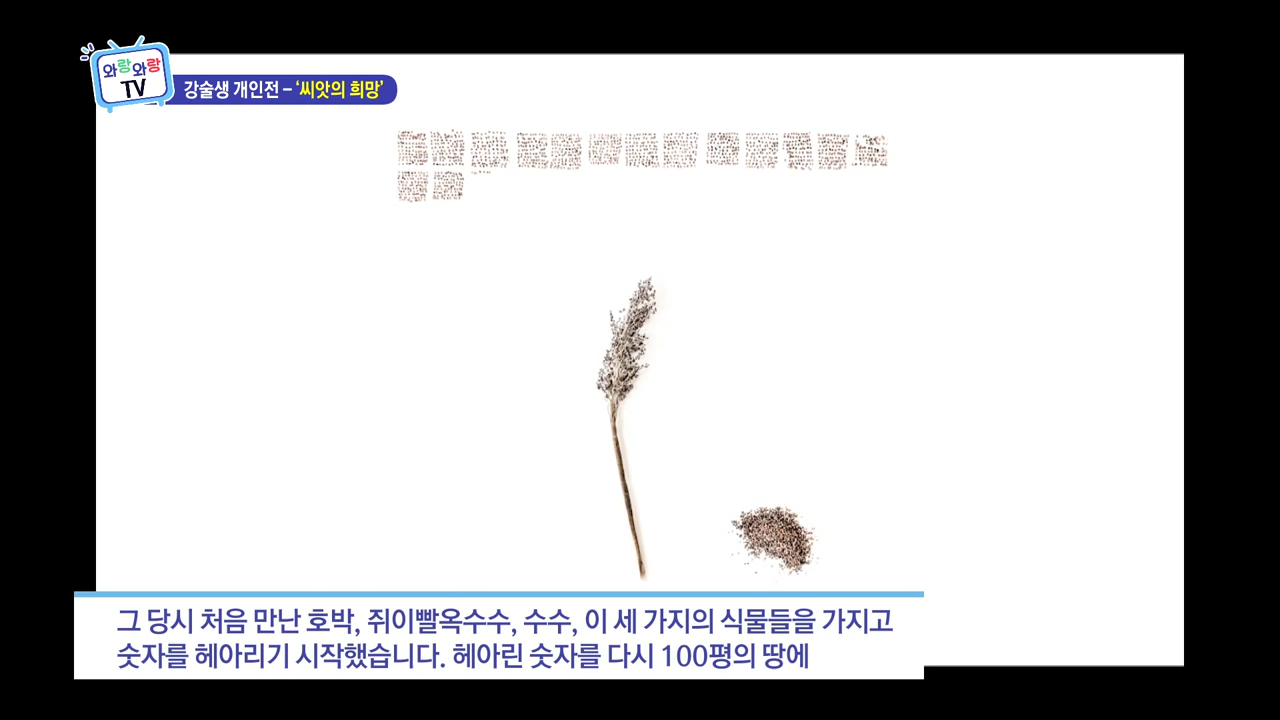 와랑와랑
TV
강술생 개인전 – ‘씨앗의 희망’
그 당시 처음 만난 호박, 쥐이빨옥수수, 수수, 이 세 가지의 식물들을 가지고
숫자를 헤아리기 시작했습니다. 헤아린 숫자를 다시 100평의 땅에